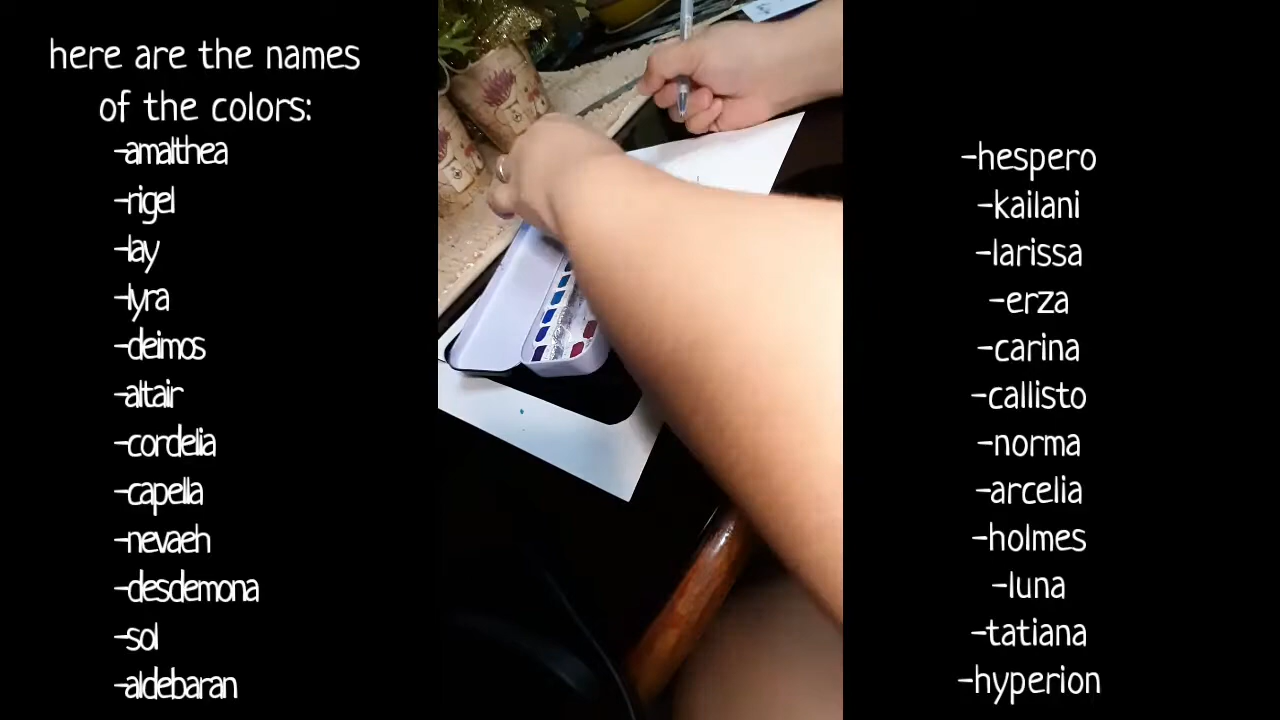 here are the names
of the colors:
-amalthea
-rigel
-lay
-lyra
-deimos
-altair
-cordelia
-capella
-nevaeh
-desdemona
-sol
-aldebaran
-hespero
-kailani
-larissa
-erza
-carina
-callisto
-norma
-arcelia
-holmes
-luna
-tatiana
-hyperion